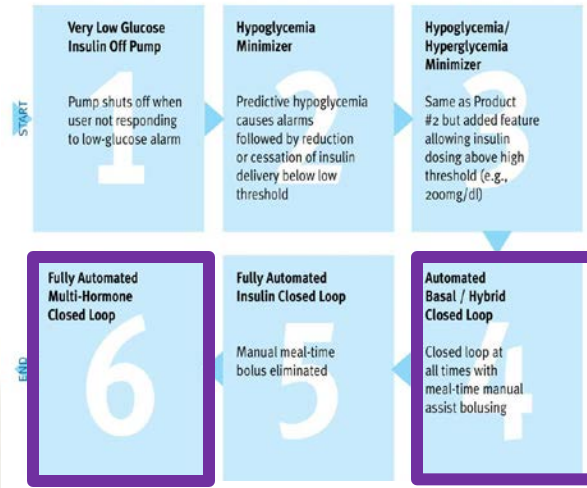 START
1
Very Low Glucose
Insulin Off Pump
Pump shuts off when
user not responding
to low-glucose alarm
2
Hypoglycemia
Minimizer
Predictive hypoglycemia
causes alarms
followed by reduction
or cessation of insulin
delivery below low
threshold
3
Hypoglycemia/
Hyperglycemia
Minimizer
Same as Product
#2 but added feature
allowing insulin
dosing above high
threshold (e.g.,
200mg/dl)
4
Automated
Basal / Hybrid
Closed Loop
Closed loop at
all times with
meal-time manual
assist bolusing
5
Fully Automated
Insulin Closed Loop
Manual meal-time
bolus eliminated
6
Fully Automated
Multi-Hormone
Closed Loop
END